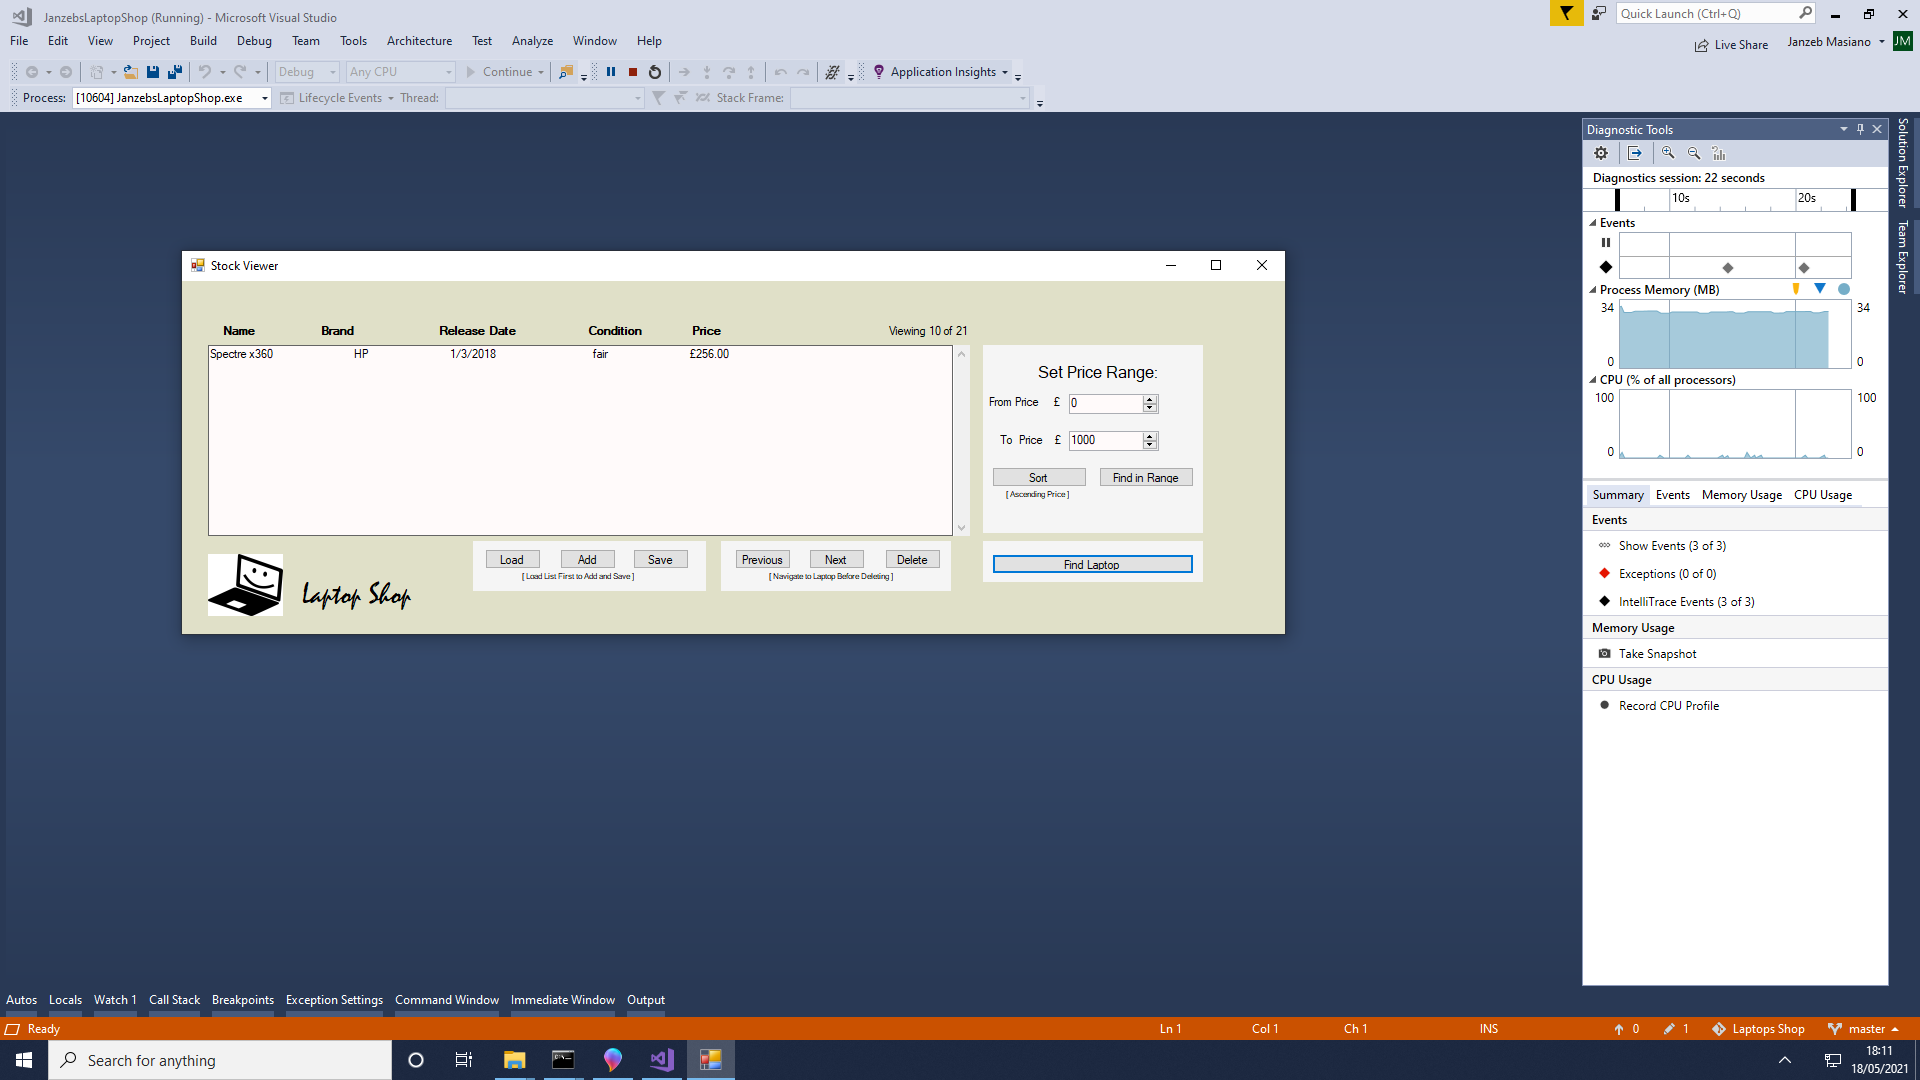 JanzebsLaptopShop (Running) - Microsoft Visual Studio
Quick Launch (Ctrl+Q)
File Edit View Project Build Debug Team Tools Architecture Test Analyze Window Help
Live Share Janzeb Masiano JM
Debug Any CPU Continue Application Insights
Process: [10604] JanzebsLaptopShop.exe Lifecycle Events Thread: Stack Frame:
Stock Viewer
Name Brand Release Date Condition Price Viewing 10 of 21
Spectre x360 HP 1/3/2018 fair £256.00
Set Price Range:
From Price £ 0
To Price £ 1000
Sort Find in Range
[ Ascending Price ]
Load Add Save Previous Next Delete Find Laptop
[ Load List First to Add and Save ] [ Navigate to Laptop Before Deleting ]
Laptop Shop
Diagnostic Tools
Diagnostics session: 22 seconds
10s 20s
Events
Process Memory (MB)
34 34
0 0
CPU (% of all processors)
100 100
0 0
Summary Events Memory Usage CPU Usage
Events
Show Events (3 of 3)
Exceptions (0 of 0)
IntelliTrace Events (3 of 3)
Memory Usage
Take Snapshot
CPU Usage
Record CPU Profile
Solution Explorer
Team Explorer
Autos Locals Watch 1 Call Stack Breakpoints Exception Settings Command Window Immediate Window Output
Ready Ln 1 Col 1 Ch 1 INS 0 1 Laptops Shop master
Search for anything
18:11
18/05/2021